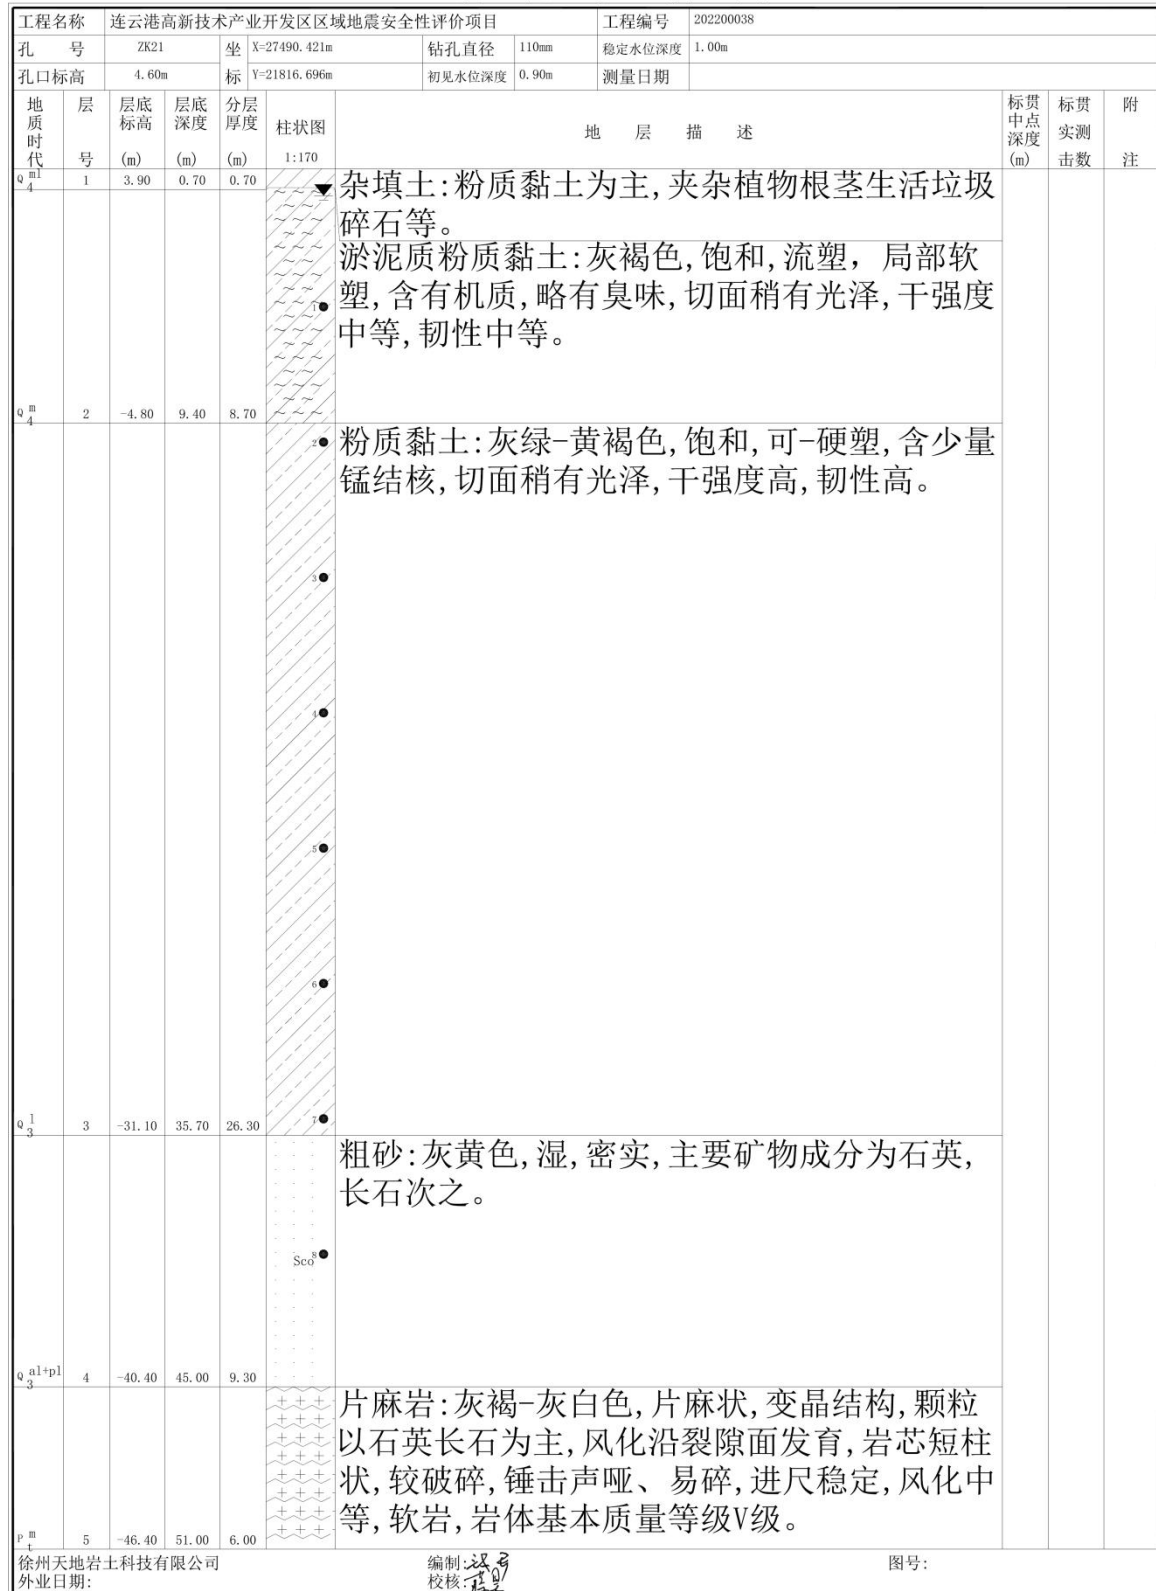 工程名称 连云港高新技术产业开发区区域地震安全性评价项目 工程编号 202200038
孔 号 ZK21 坐 X=27490.421m 钻孔直径 110mm 稳定水位深度 1.00m
孔口标高 4.60m 标 Y=21816.696m 初见水位深度 0.90m 测量日期
地质时代 层号 层底标高(m) 层底深度(m) 分层厚度(m) 柱状图 1:170 地 层 描 述 标贯中点深度(m) 标贯实测击数 附注
Q4ml 1 3.90 0.70 0.70 杂填土:粉质黏土为主,夹杂植物根茎生活垃圾
碎石等。
淤泥质粉质黏土:灰褐色,饱和,流塑，局部软
1 塑,含有机质,略有臭味,切面稍有光泽,干强度
中等,韧性中等。
Q4m 2 -4.80 9.40 8.70
2 粉质黏土:灰绿-黄褐色,饱和,可-硬塑,含少量
锰结核,切面稍有光泽,干强度高,韧性高。
3
4
5
6
7
Q3l 3 -31.10 35.70 26.30
粗砂:灰黄色,湿,密实,主要矿物成分为石英,
长石次之。
Sco 8
Q3al+pl 4 -40.40 45.00 9.30
片麻岩:灰褐-灰白色,片麻状,变晶结构,颗粒
以石英长石为主,风化沿裂隙面发育,岩芯短柱
状,较破碎,锤击声哑、易碎,进尺稳定,风化中
等,软岩,岩体基本质量等级V级。
Ptm 5 -46.40 51.00 6.00
徐州天地岩土科技有限公司 编制: 图号:
外业日期: 校核: